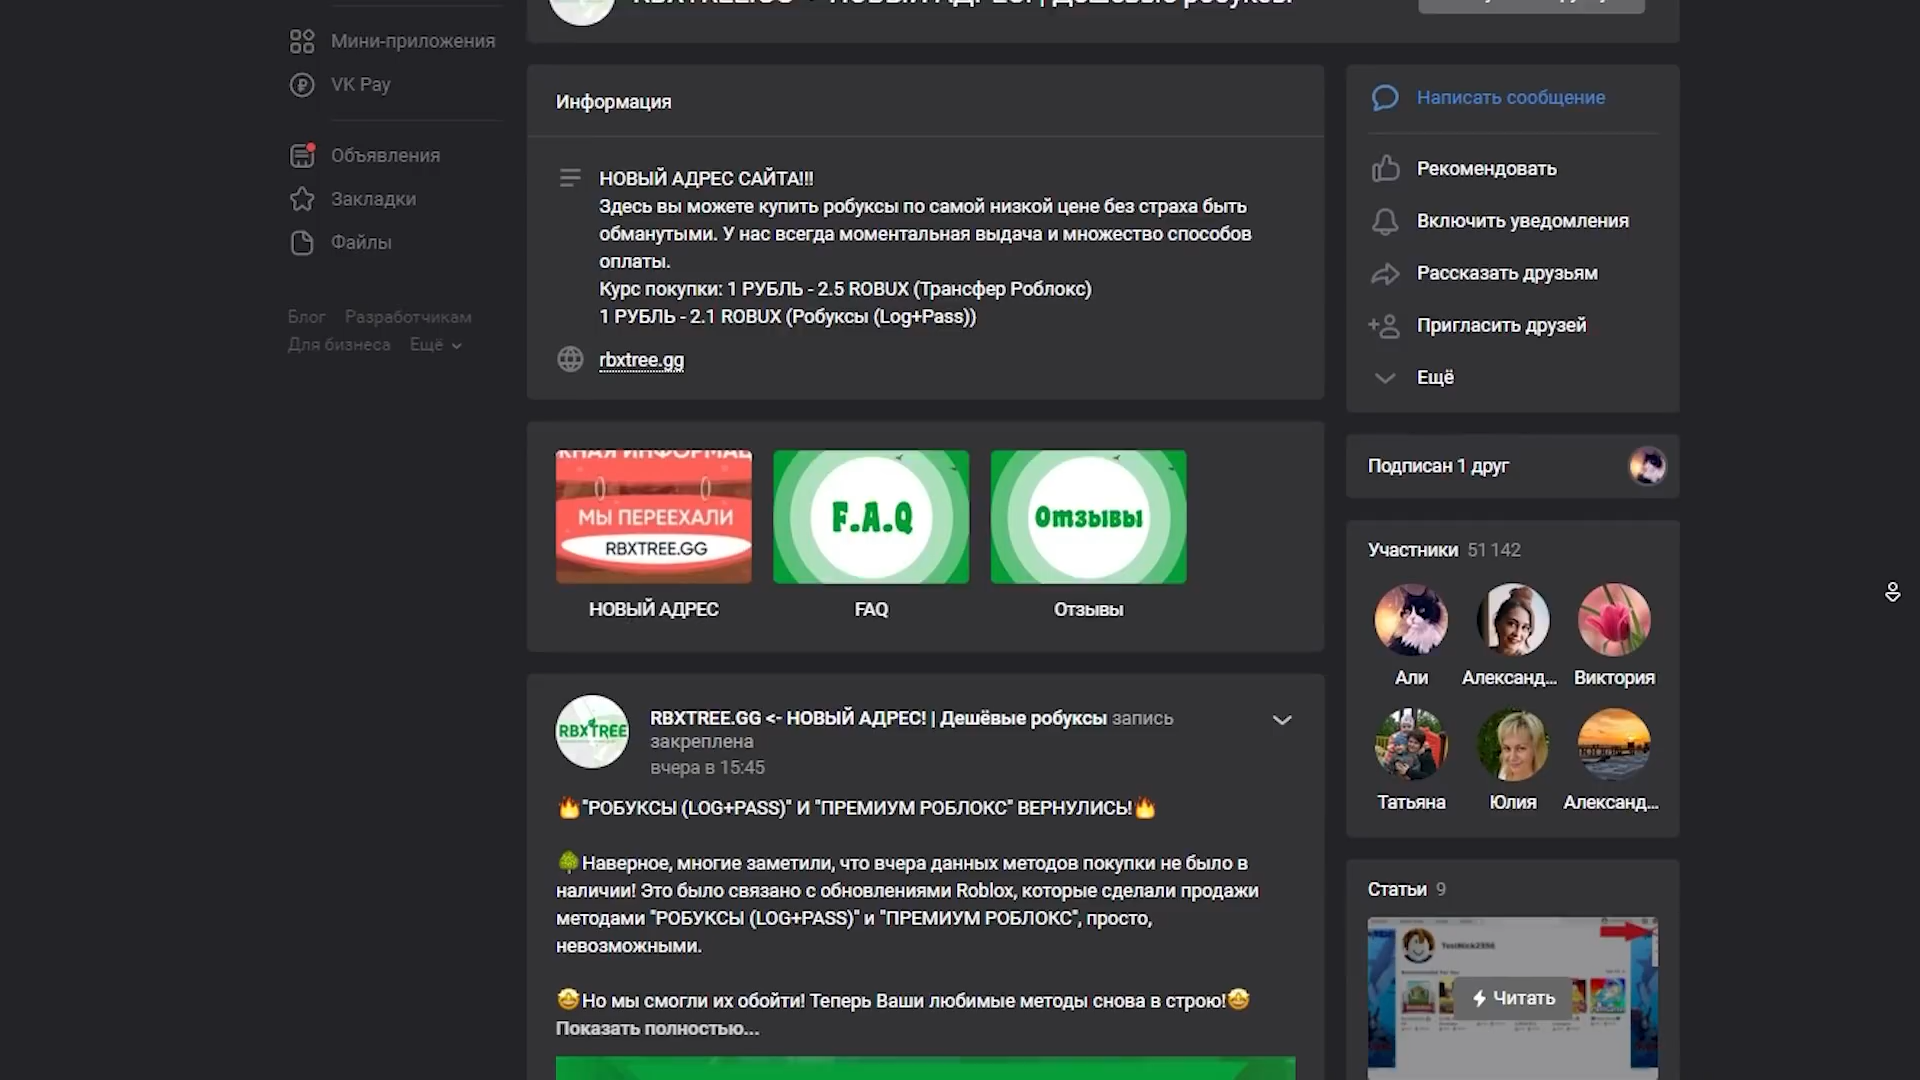 Мини-приложения
VK Pay
Объявления
Закладки
Файлы
Блог Разработчикам
Для бизнеса Ещё
Информация
НОВЫЙ АДРЕС САЙТА!!!
Здесь вы можете купить робуксы по самой низкой цене без страха быть
обманутыми. У нас всегда моментальная выдача и множество способов
оплаты.
Курс покупки: 1 РУБЛЬ - 2.5 ROBUX (Трансфер Роблокс)
1 РУБЛЬ - 2.1 ROBUX (Робуксы (Log+Pass))
rbxtree.gg
МЫ ПЕРЕЕХАЛИ
RBXTREE.GG
F.A.Q
Отзывы
НОВЫЙ АДРЕС
FAQ
Отзывы
RBXTREE
RBXTREE.GG <- НОВЫЙ АДРЕС! | Дешёвые робуксы запись
закреплена
вчера в 15:45
🔥"РОБУКСЫ (LOG+PASS)" И "ПРЕМИУМ РОБЛОКС" ВЕРНУЛИСЬ!🔥
🌳Наверное, многие заметили, что вчера данных методов покупки не было в
наличии! Это было связано с обновлениями Roblox, которые сделали продажи
методами "РОБУКСЫ (LOG+PASS)" и "ПРЕМИУМ РОБЛОКС", просто,
невозможными.
🤩Но мы смогли их обойти! Теперь Ваши любимые методы снова в строю!🤩
Показать полностью...
Написать сообщение
Рекомендовать
Включить уведомления
Рассказать друзьям
Пригласить друзей
Ещё
Подписан 1 друг
Участники 51 142
Али
Александ...
Виктория
Татьяна
Юлия
Александ...
Статьи 9
Читать